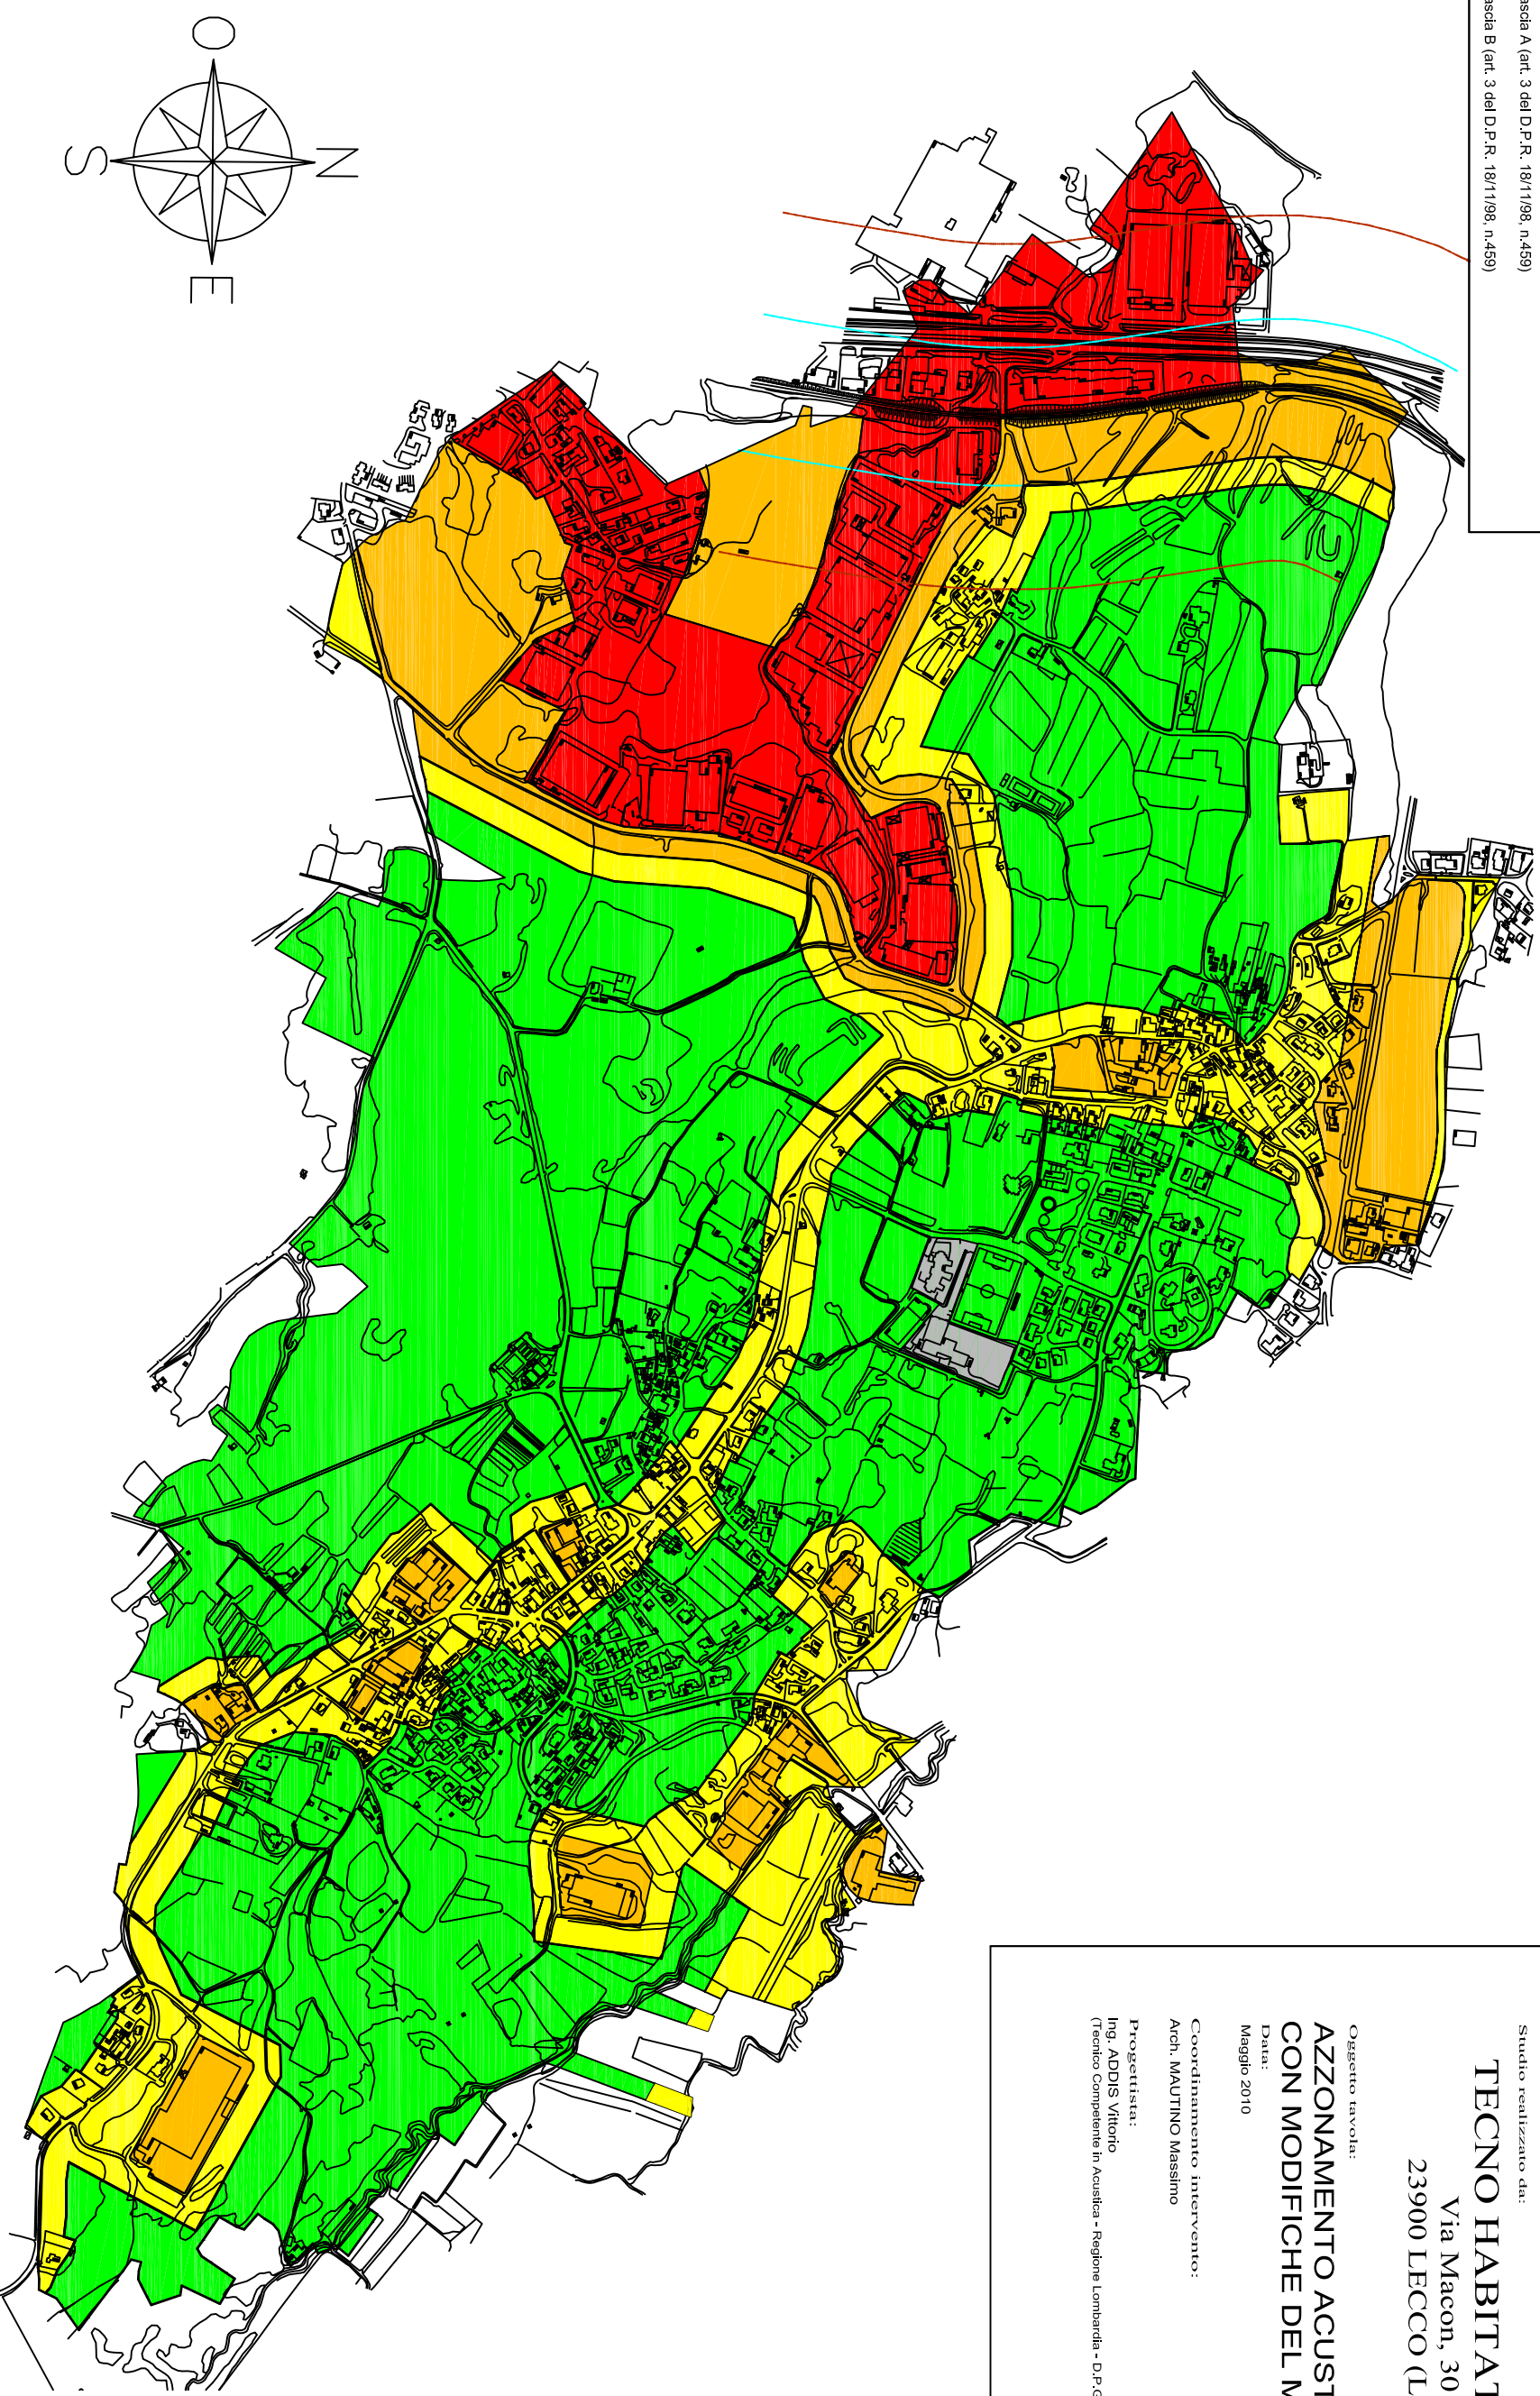 ascia A (art. 3 del D.P.R. 18/11/98, n.459)
ascia B (art. 3 del D.P.R. 18/11/98, n.459)
N
O
E
S
Studio realizzato da:
TECNO HABITAT
Via Macon, 30
23900 LECCO (L
Oggetto tavola:
AZZONAMENTO ACUST
CON MODIFICHE DEL M
Data:
Maggio 2010
Coordinamento intervento:
Arch. MAUTINO Massimo
Progettista:
Ing. ADDIS Vittorio
(Tecnico Competente in Acustica - Regione Lombardia - D.P.G